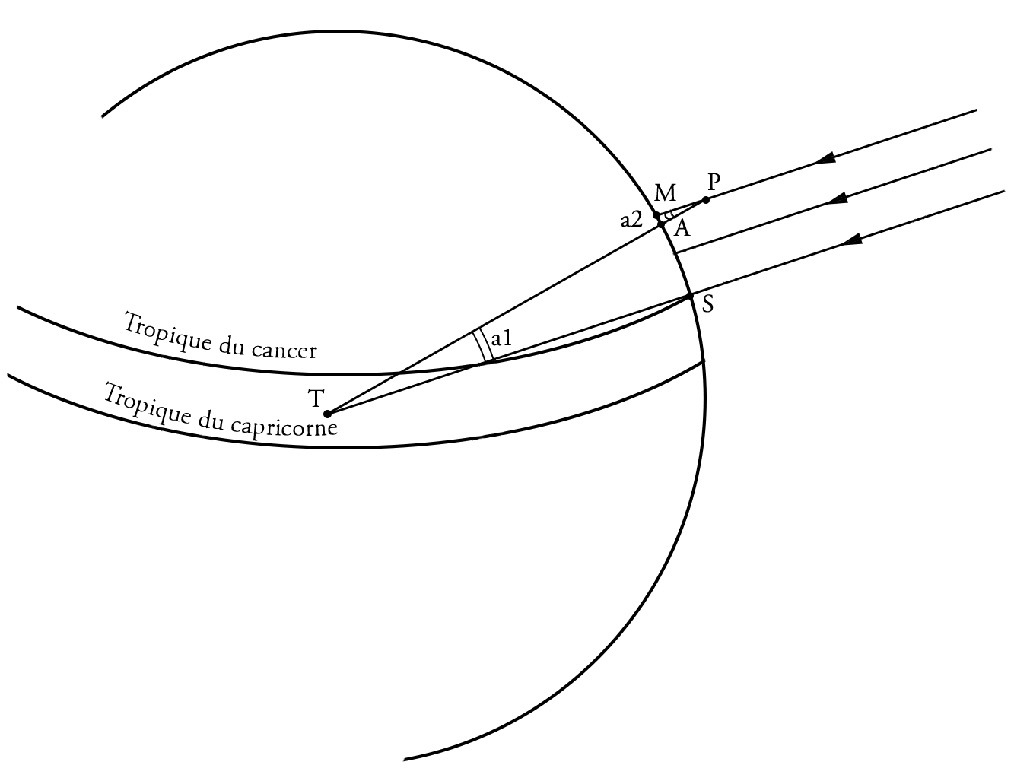 P
M
a2
A
S
a1
Tropique du cancer
T
Tropique du capricorne